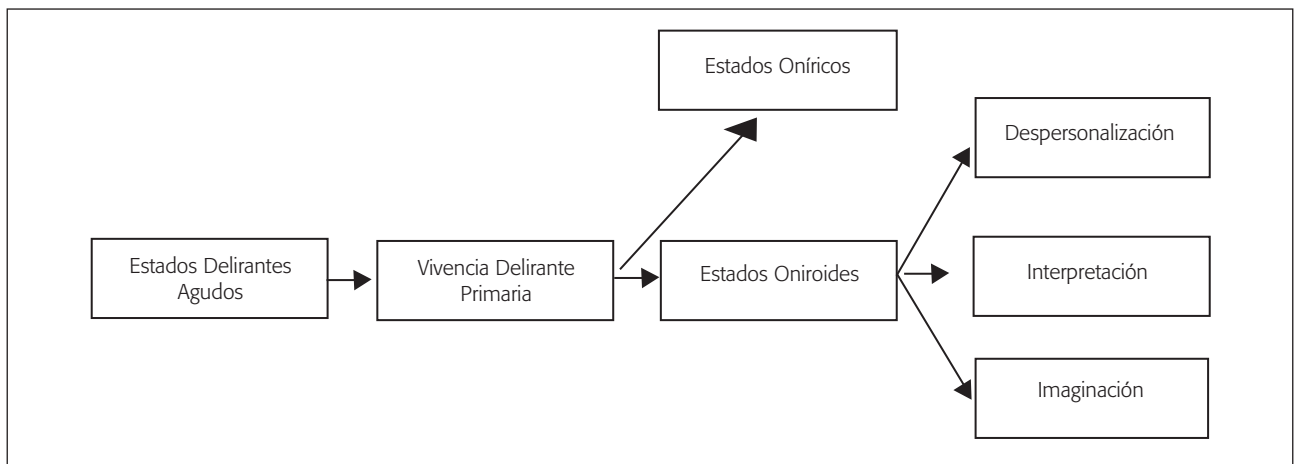 Estados Oníricos
Despersonalización
Estados Delirantes
Agudos
Vivencia Delirante
Primaria
Estados Oniroides
Interpretación
Imaginación